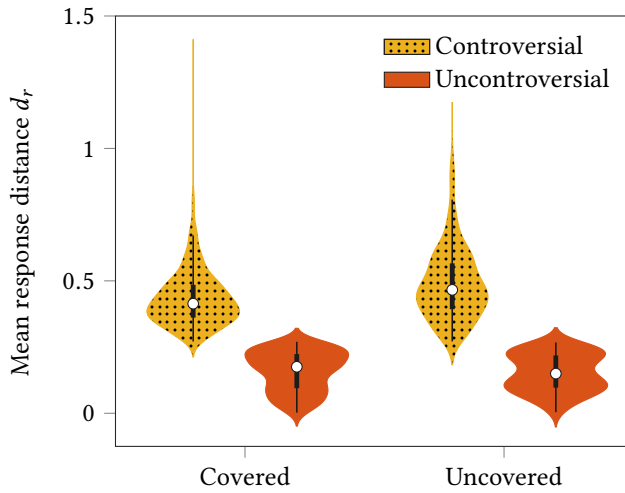 1.5
1
0.5
0
Mean response distance d_r
Controversial
Uncontroversial
Covered
Uncovered